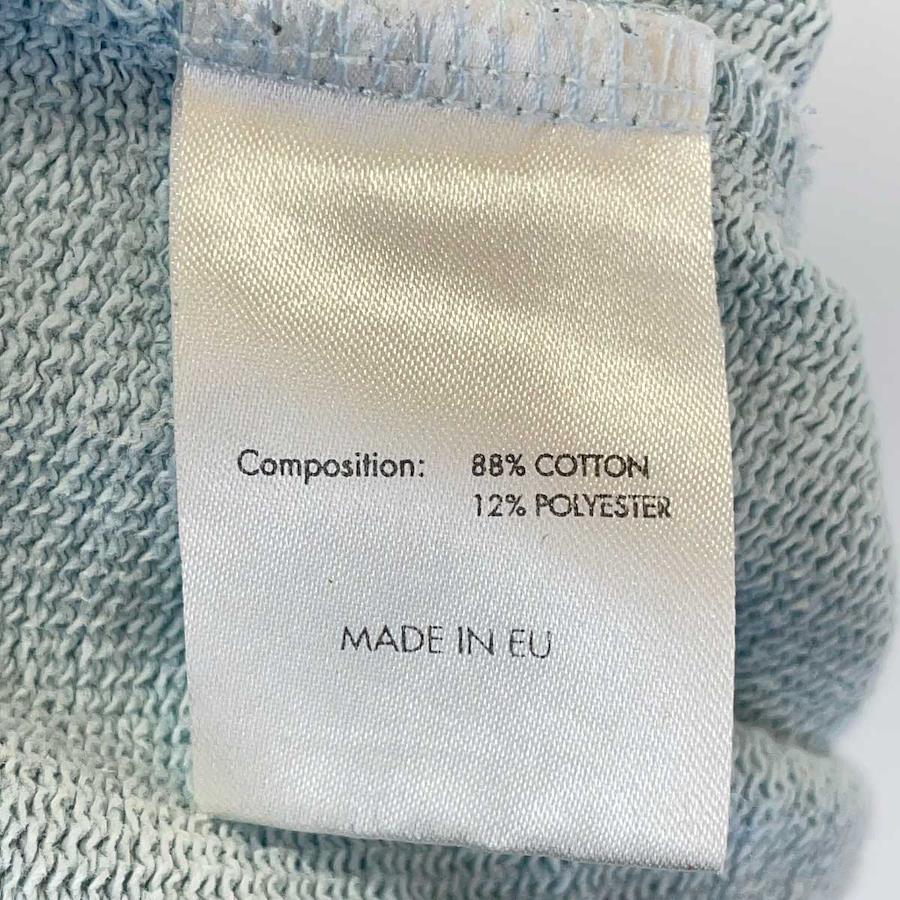 Composition: 88% COTTON
12% POLYESTER
MADE IN EU